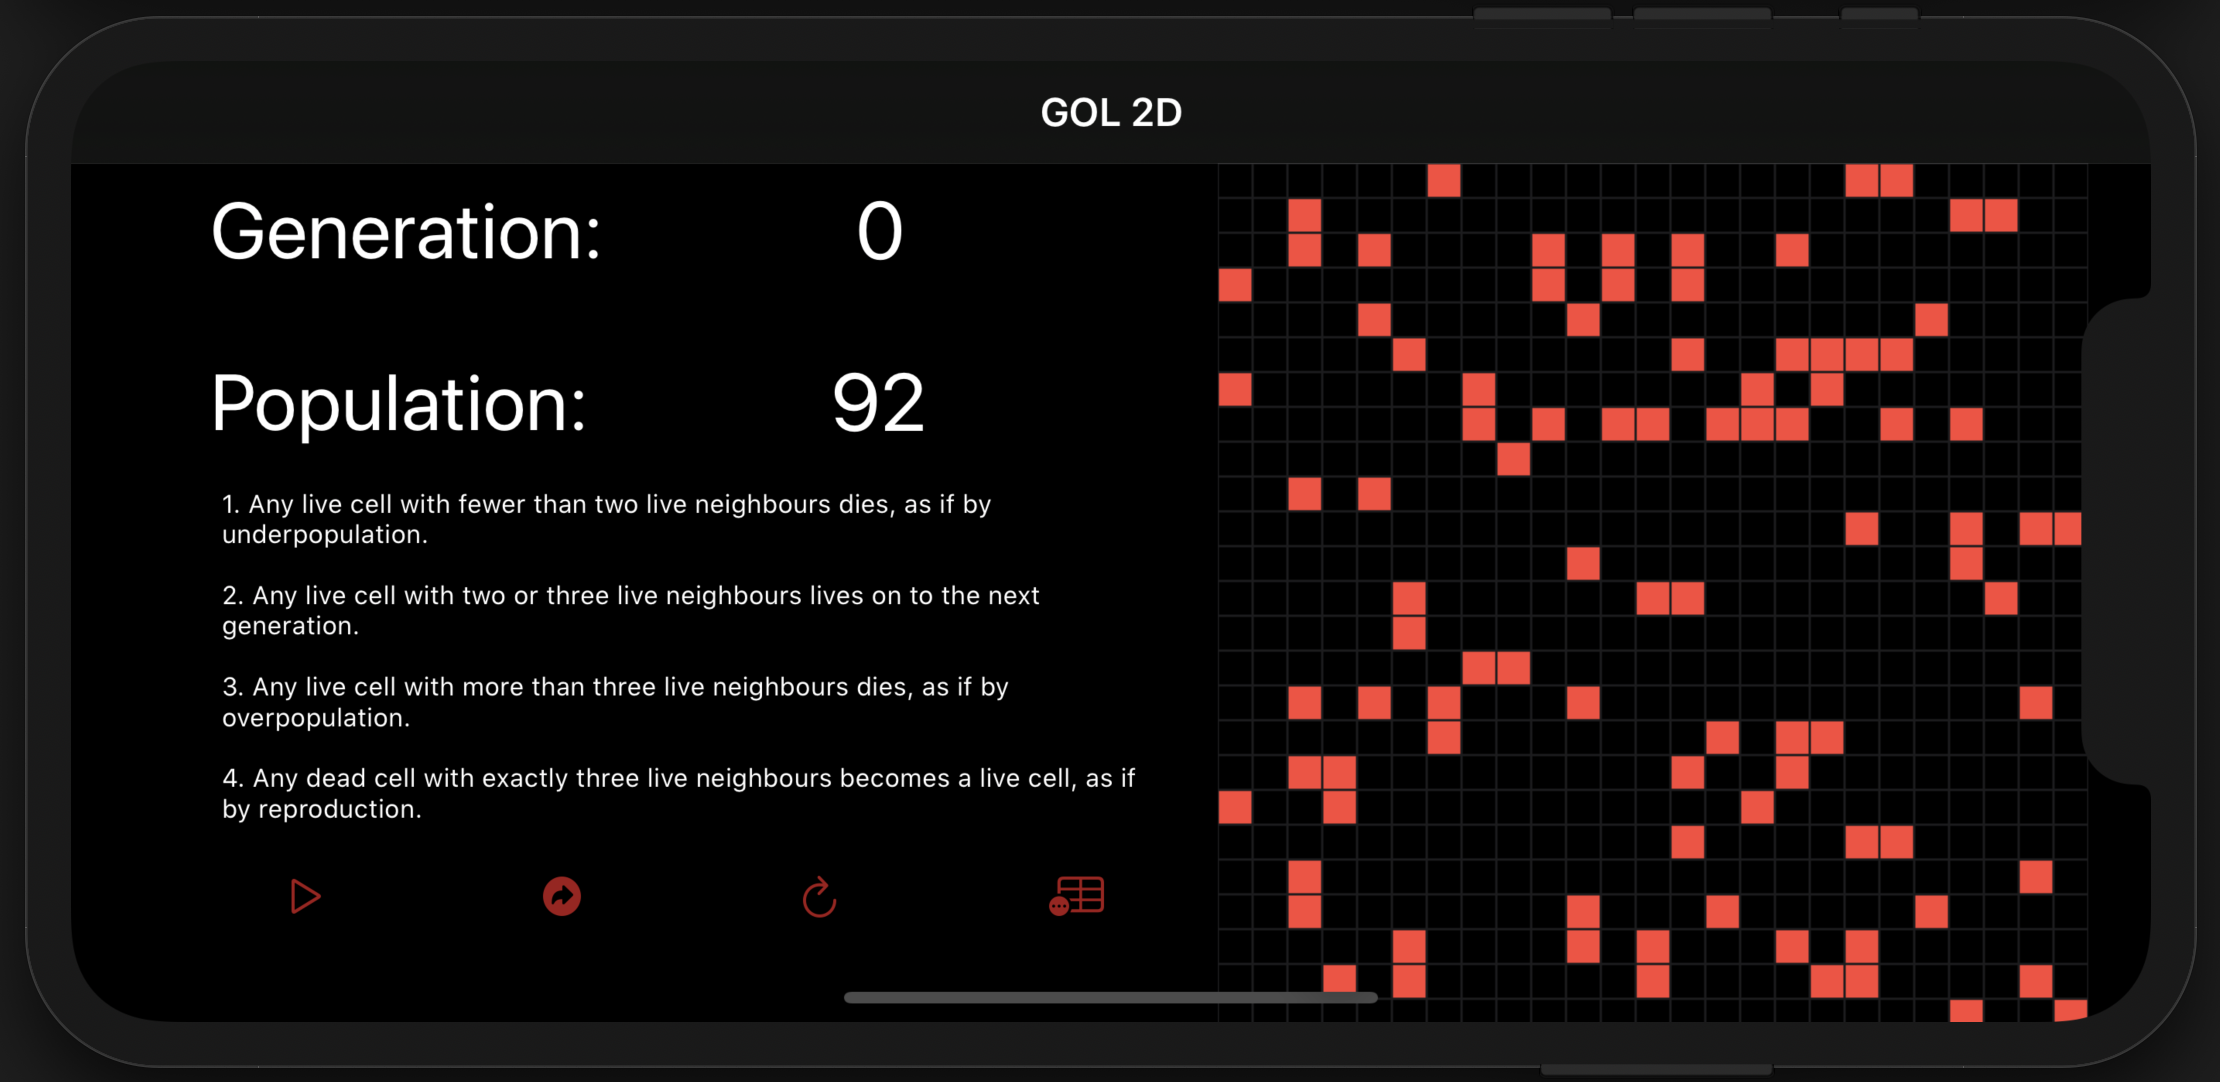 GOL 2D
Generation: 0
Population: 92
1. Any live cell with fewer than two live neighbours dies, as if by
underpopulation.
2. Any live cell with two or three live neighbours lives on to the next
generation.
3. Any live cell with more than three live neighbours dies, as if by
overpopulation.
4. Any dead cell with exactly three live neighbours becomes a live cell, as if
by reproduction.